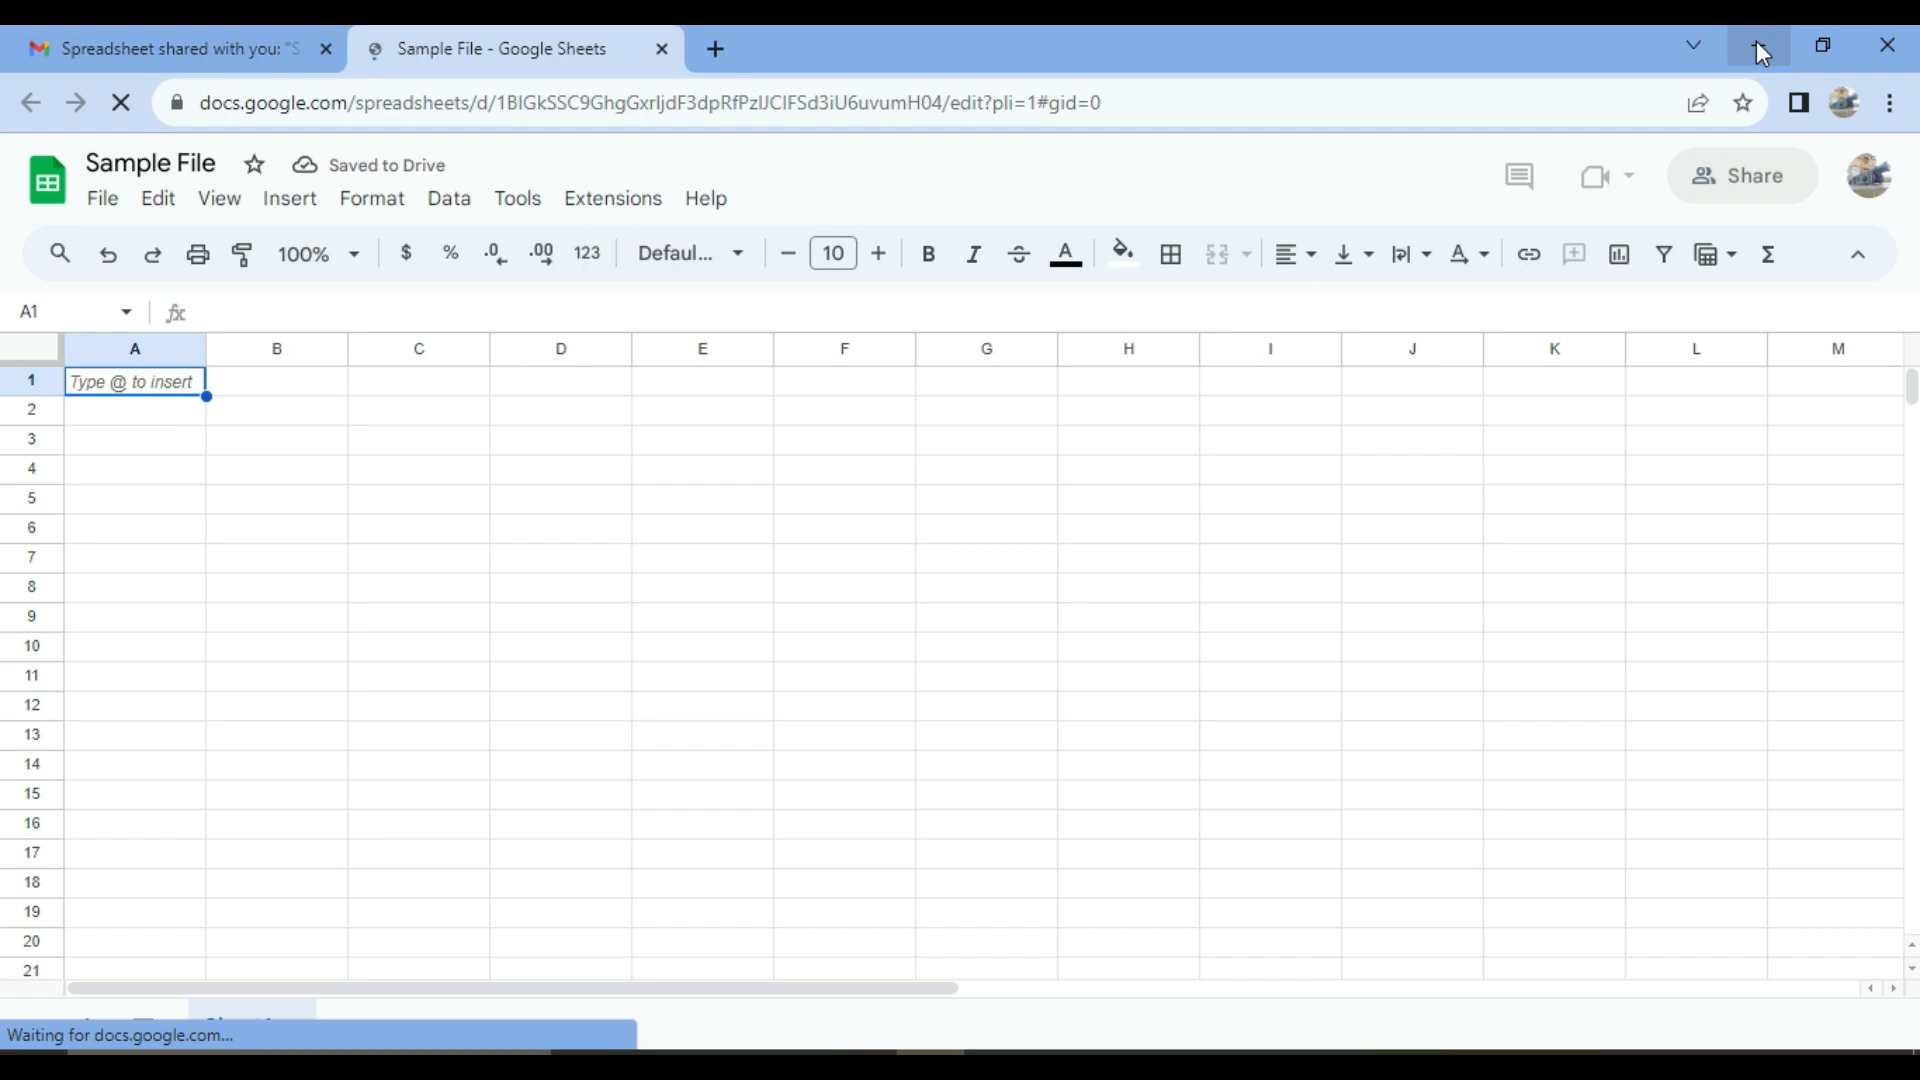 Spreadsheet shared with you: "S
Sample File - Google Sheets
docs.google.com/spreadsheets/d/1BIGkSSC9GhgGxrljdF3dpRfPzIJCIFSd3iU6uvumH04/edit?pli=1#gid=0
Sample File
Saved to Drive
Share
File Edit View Insert Format Data Tools Extensions Help
100% $ % .0 .00 123 Defaul... 10 B I A A Σ
A1 fx
A B C D E F G H I J K L M
1 Type @ to insert
2
3
4
5
6
7
8
9
10
11
12
13
14
15
16
17
18
19
20
21
Waiting for docs.google.com...